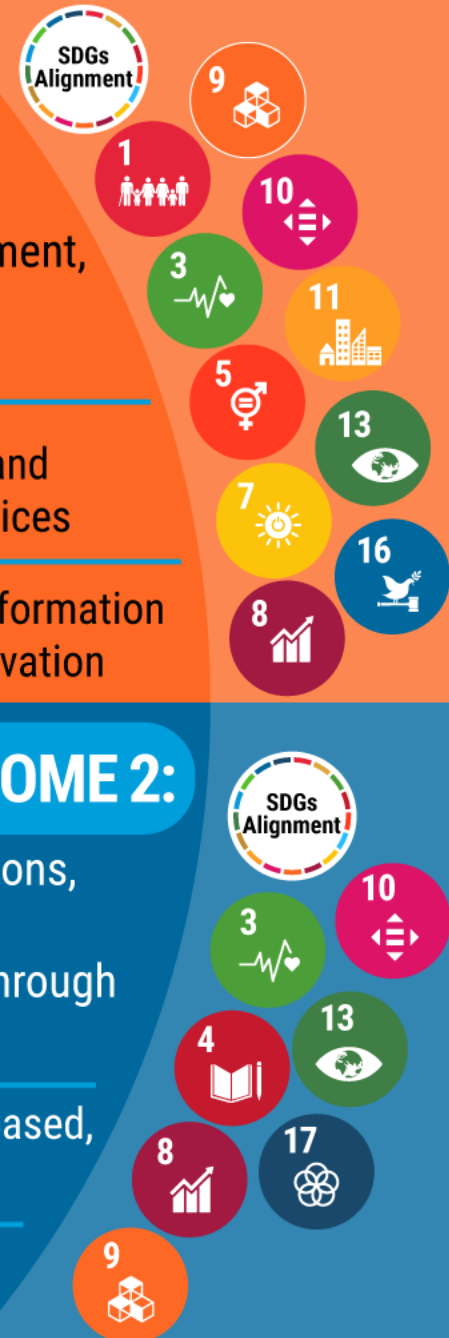 SDGs
Alignment
9
1
10
ment,
3
11
5
13
and
ices
7
16
formation
8
vation
OME 2:
SDGs
Alignment
ons,
10
3
hrough
13
4
ased,
17
8
9